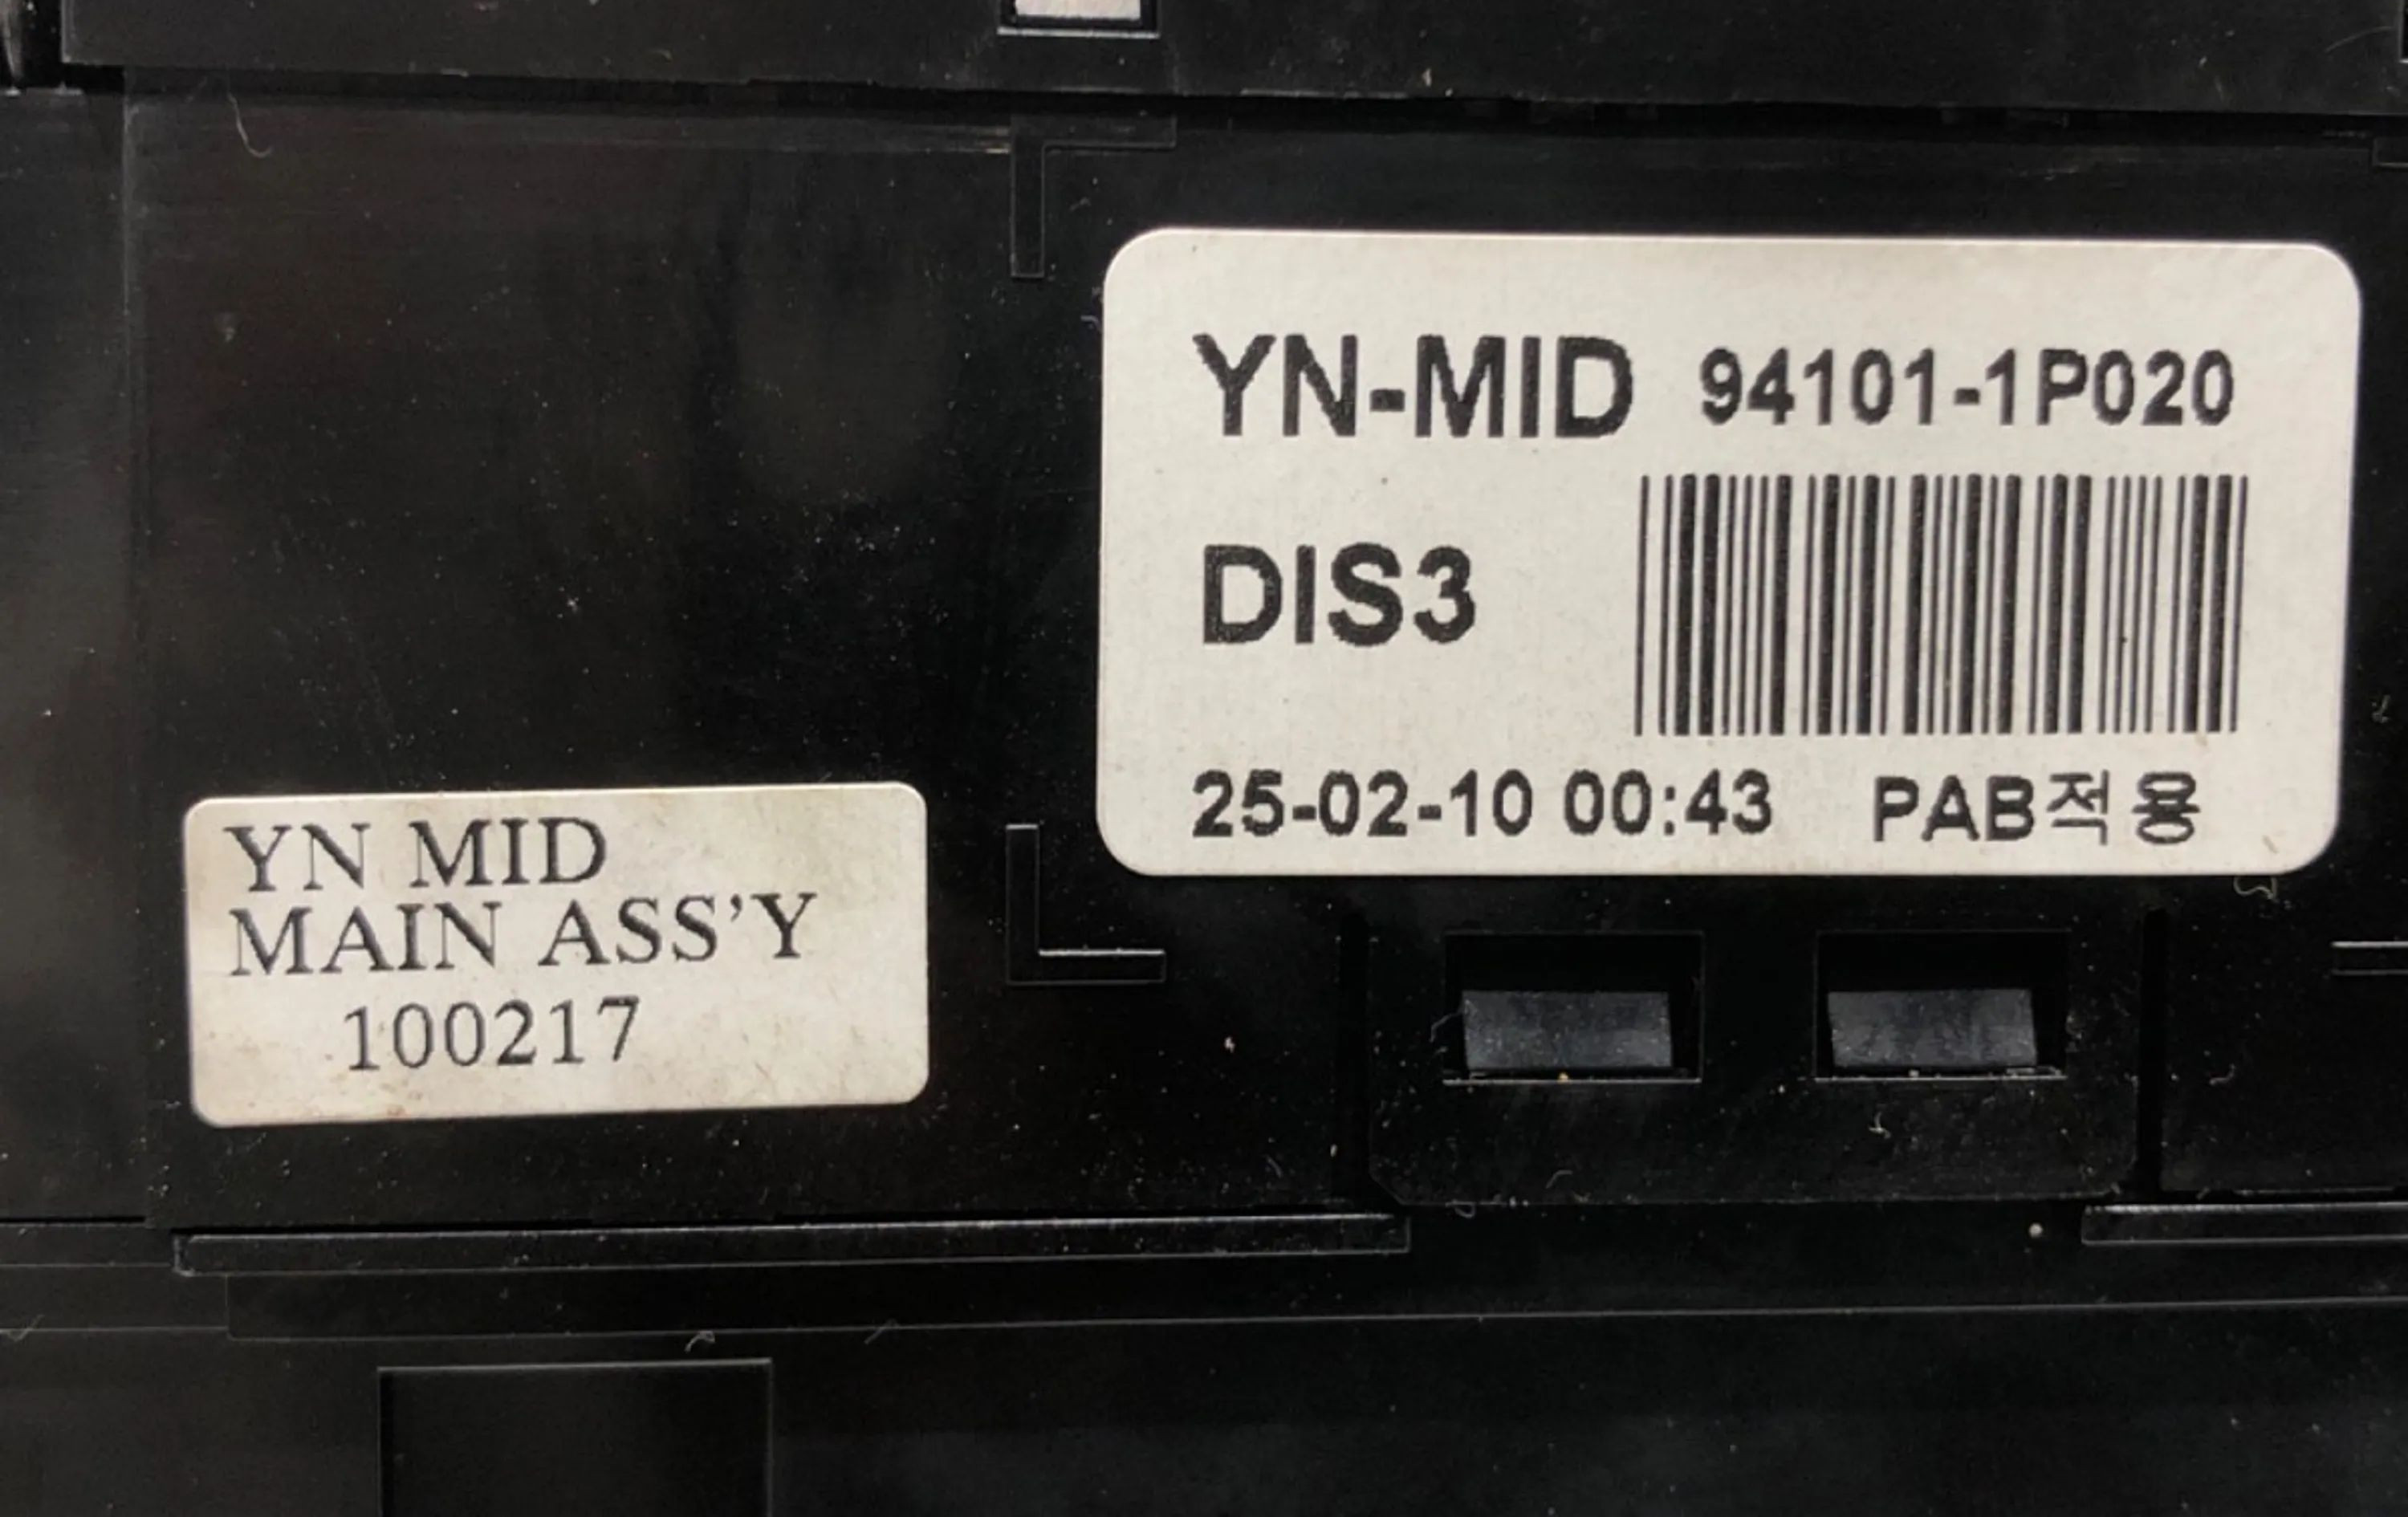 YN-MID 94101-1P020
DIS3
25-02-10 00:43 PAB적용
YN MID
MAIN ASS'Y
100217